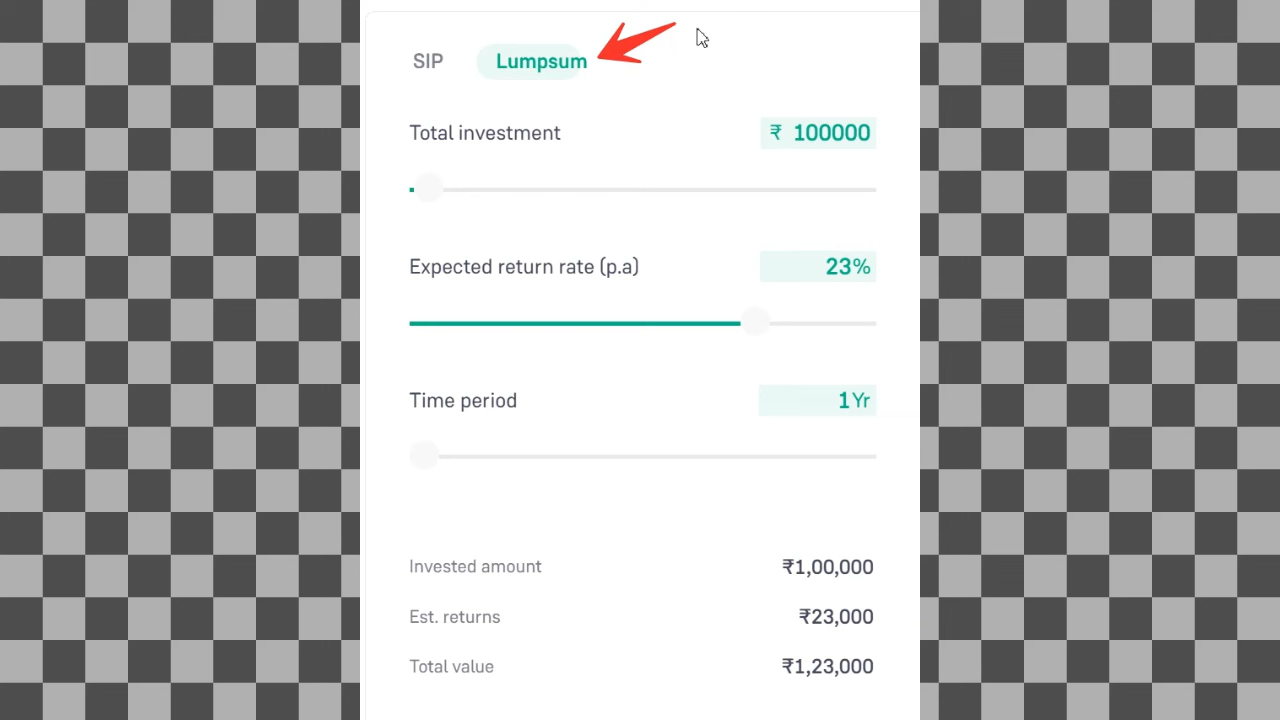 SIP Lumpsum
Total investment ₹ 100000
Expected return rate (p.a) 23%
Time period 1 Yr
Invested amount ₹1,00,000
Est. returns ₹23,000
Total value ₹1,23,000